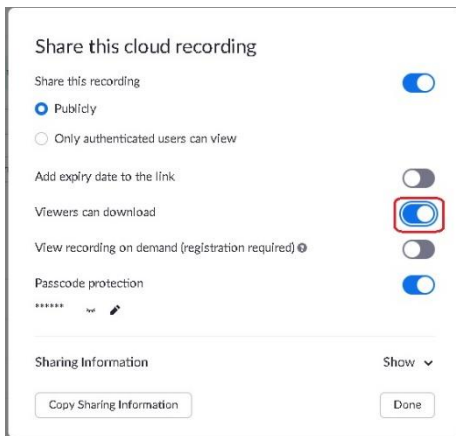 Share this cloud recording
Share this recording
Publicly
Only authenticated users can view
Add expiry date to the link
Viewers can download
View recording on demand (registration required)
Passcode protection
******
Sharing Information Show
Copy Sharing Information Done